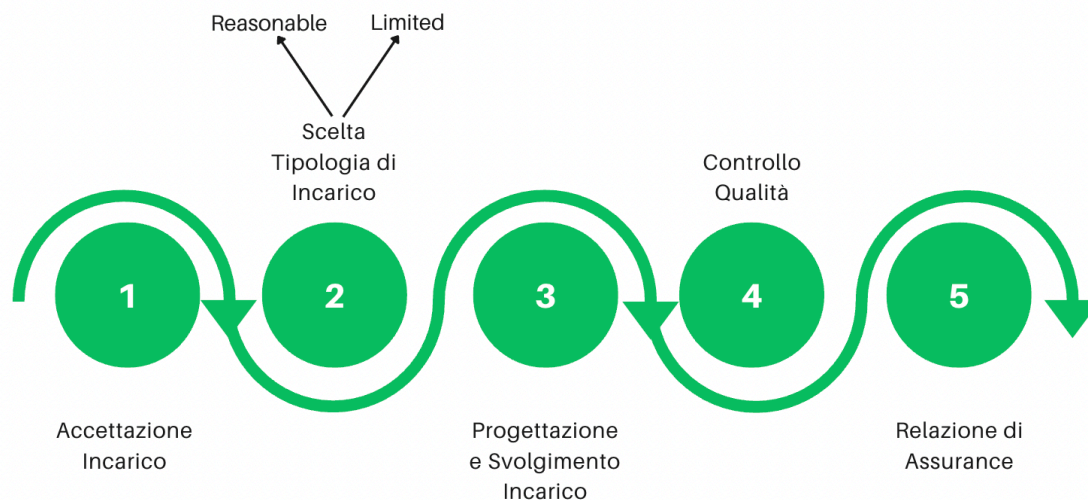 Reasonable
Limited
Scelta
Tipologia di
Incarico
Controllo
Qualità
1
2
3
4
5
Accettazione
Incarico
Progettazione
e Svolgimento
Incarico
Relazione di
Assurance